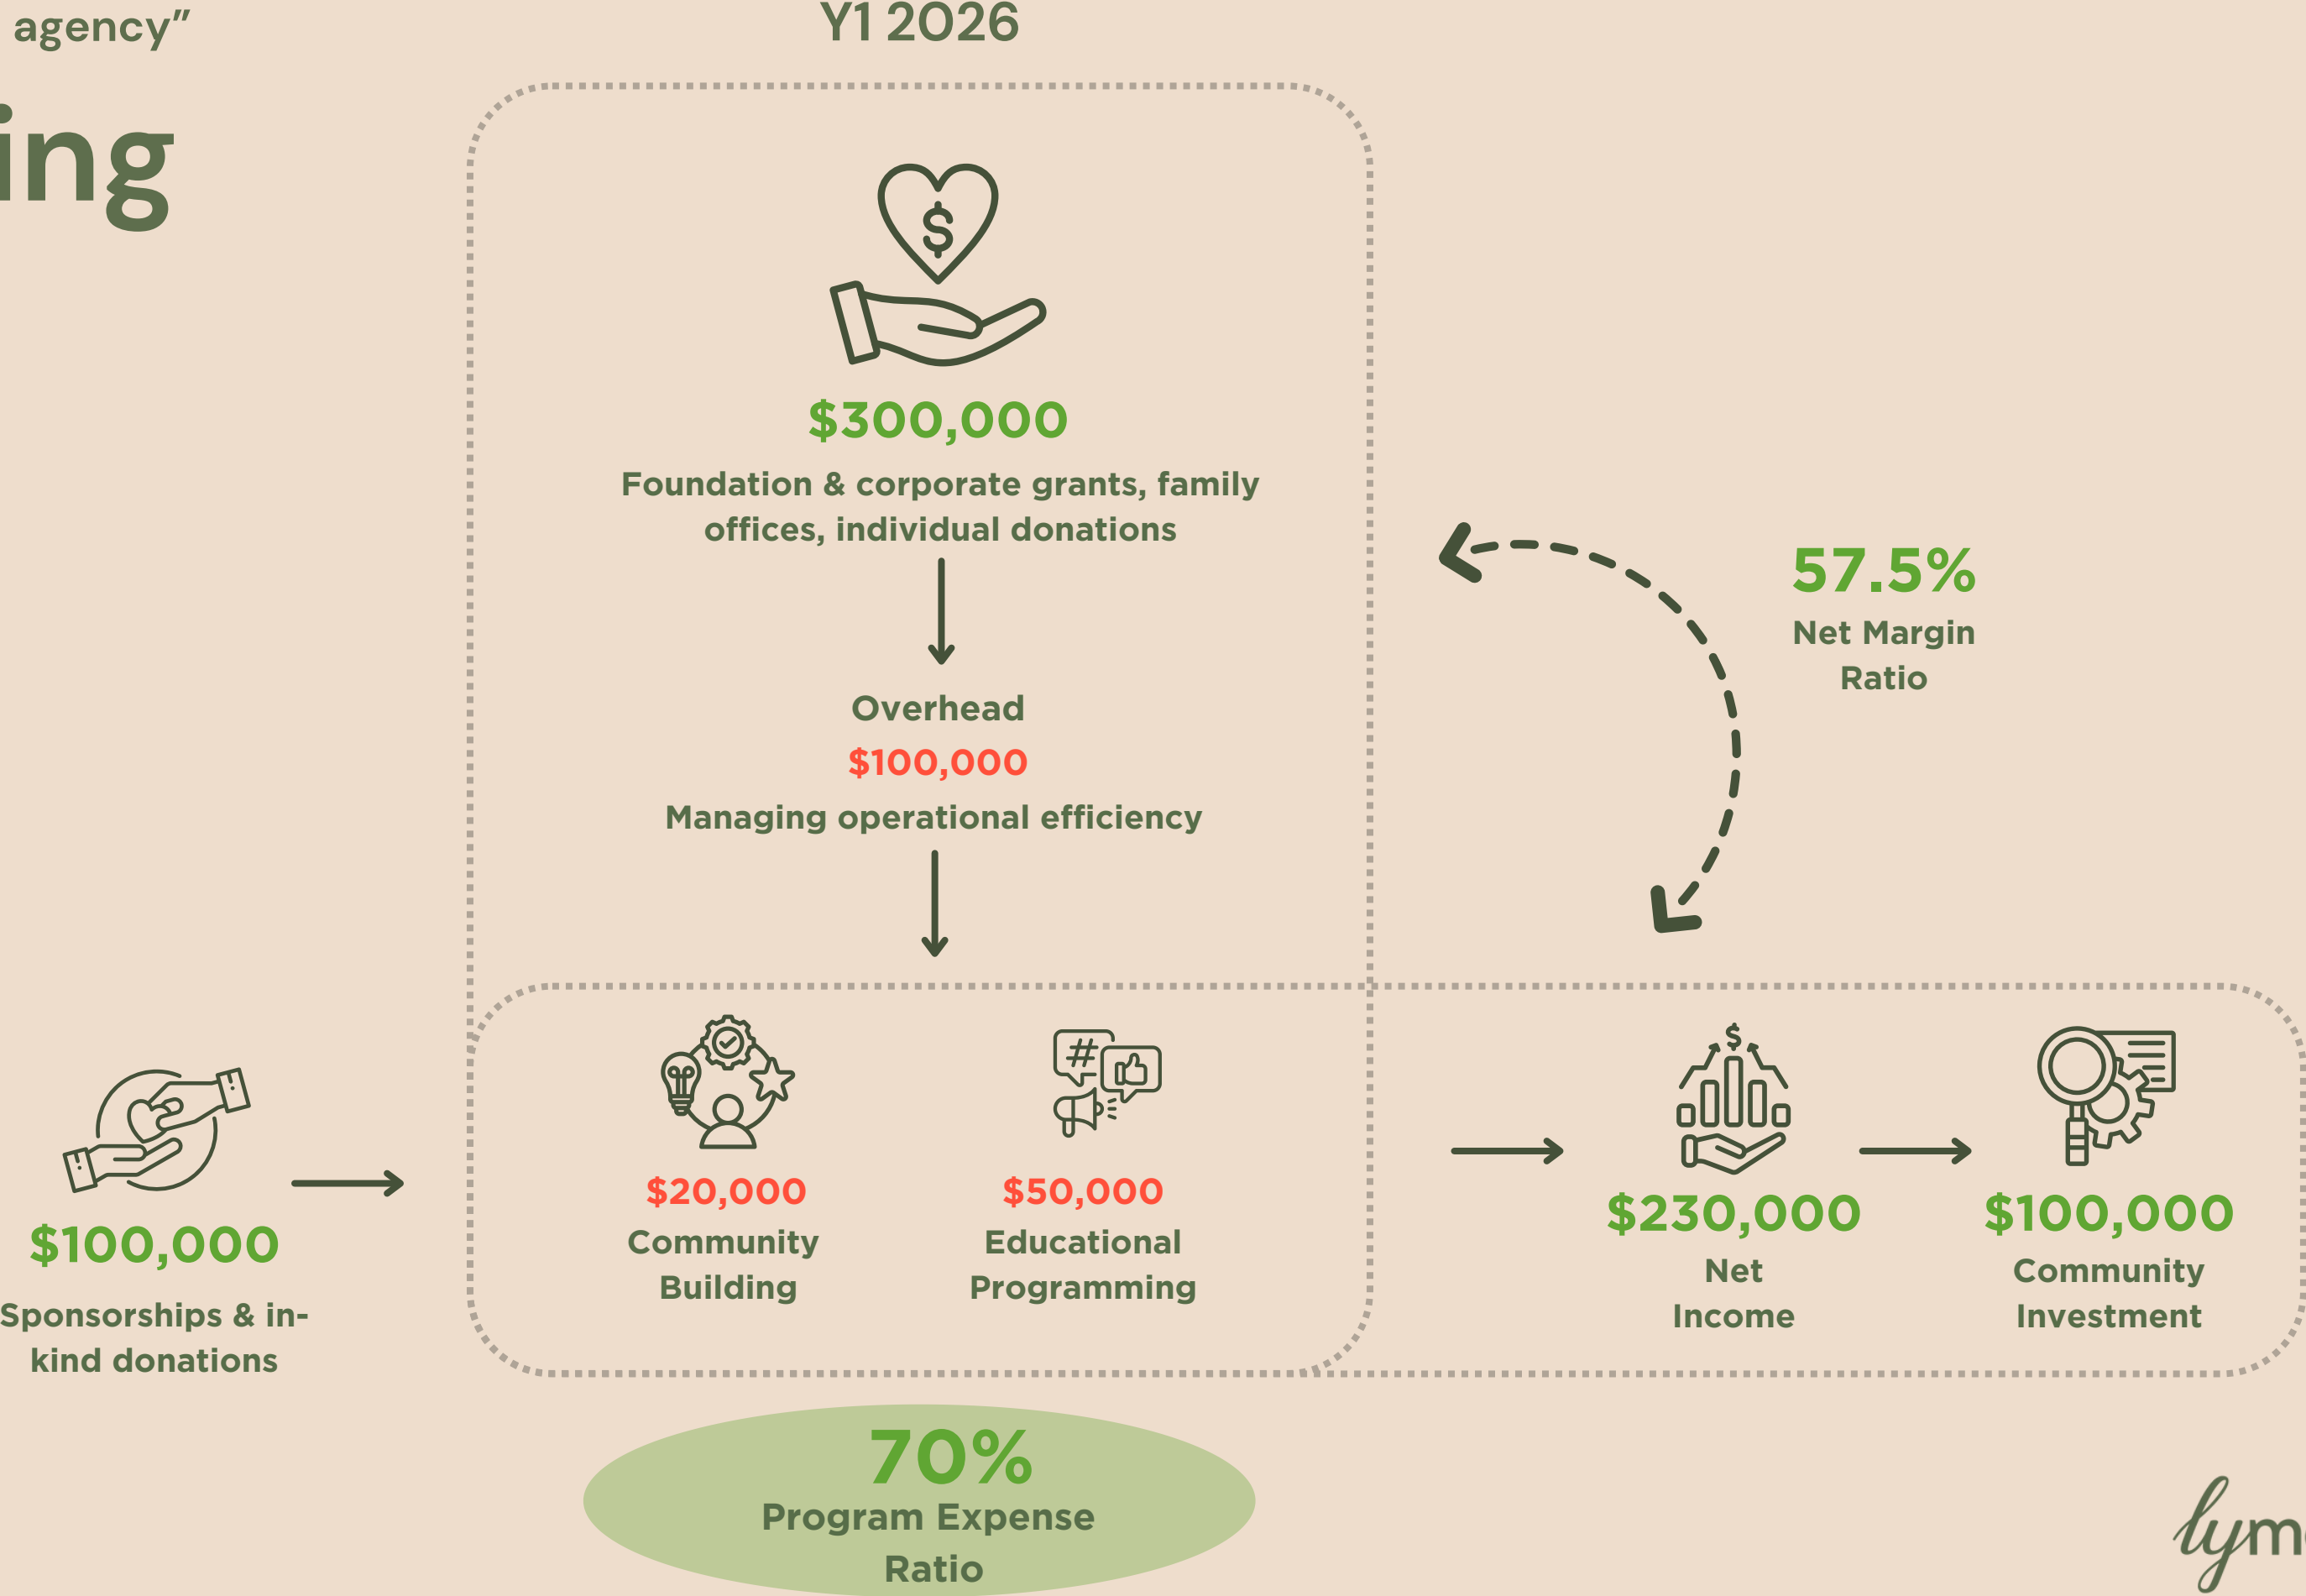 agency”
ing
Y1 2026
$
$300,000
Foundation & corporate grants, family
offices, individual donations
Overhead
$100,000
Managing operational efficiency
57.5%
Net Margin
Ratio
$100,000
Sponsorships & in-
kind donations
#
$20,000
Community
Building
$50,000
Educational
Programming
$
$230,000
Net
Income
$100,000
Community
Investment
70%
Program Expense
Ratio